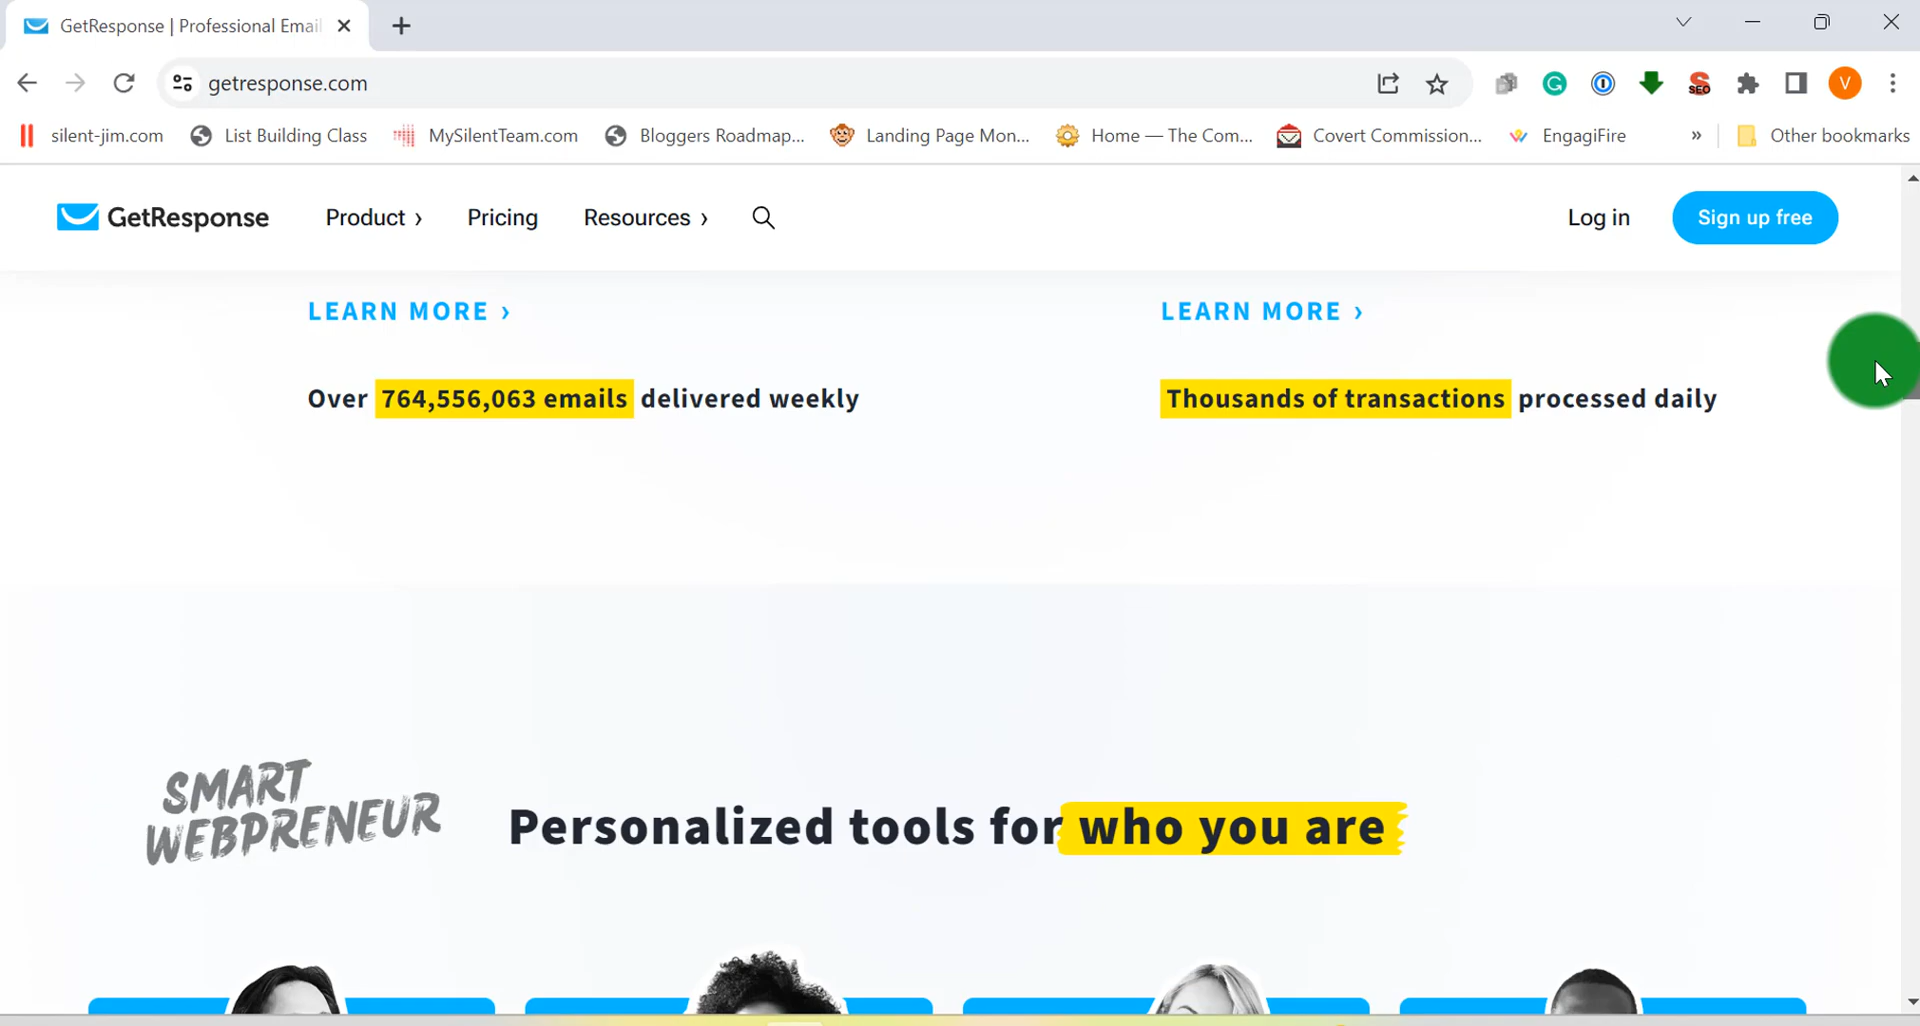 GetResponse | Professional Email
getresponse.com
SEO
V
silent-jim.com
List Building Class
MySilentTeam.com
Bloggers Roadmap...
Landing Page Mon...
Home — The Com...
Covert Commission...
EngagiFire
»
Other bookmarks
GetResponse
Product ›
Pricing
Resources ›
Log in
Sign up free
LEARN MORE ›
LEARN MORE ›
Over 764,556,063 emails delivered weekly
Thousands of transactions processed daily
SMART
WEBPRENEUR
Personalized tools for who you are